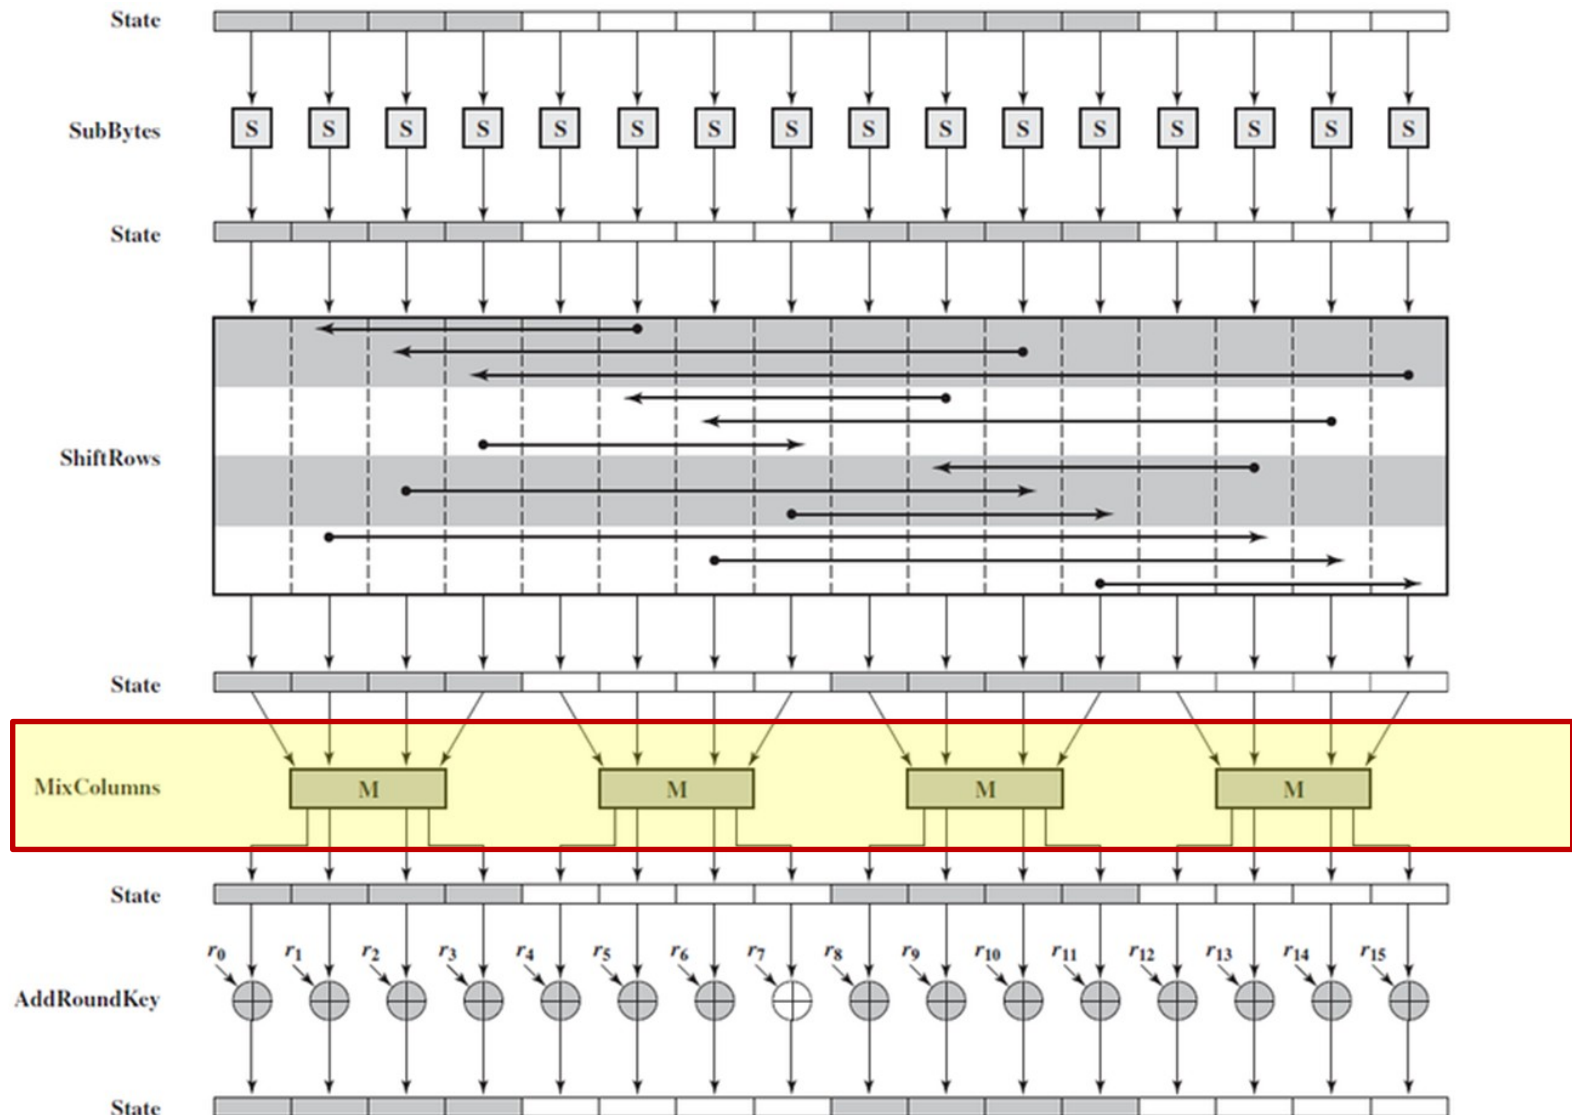 State
SubBytes S S S S S S S S S S S S S S S S
State
ShiftRows
State
MixColumns M M M M
State
r0 r1 r2 r3 r4 r5 r6 r7 r8 r9 r10 r11 r12 r13 r14 r15
AddRoundKey
State